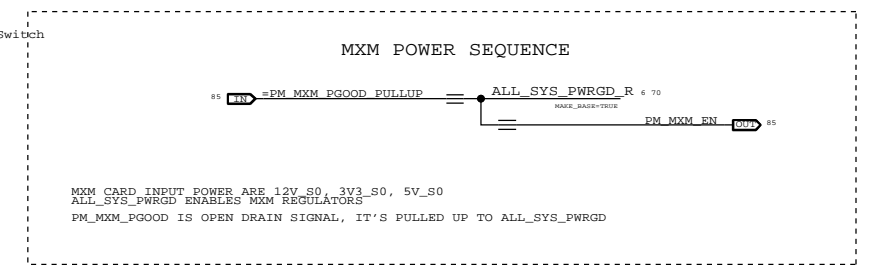 Switch
MXM POWER SEQUENCE
85 IN =PM_MXM_PGOOD_PULLUP ALL_SYS_PWRGD_R 6 70
MAKE_BASE=TRUE
PM_MXM_EN OUT 85
MXM CARD INPUT POWER ARE 12V_S0, 3V3_S0, 5V_S0
ALL_SYS_PWRGD ENABLES MXM REGULATORS
PM_MXM_PGOOD IS OPEN DRAIN SIGNAL, IT'S PULLED UP TO ALL_SYS_PWRGD